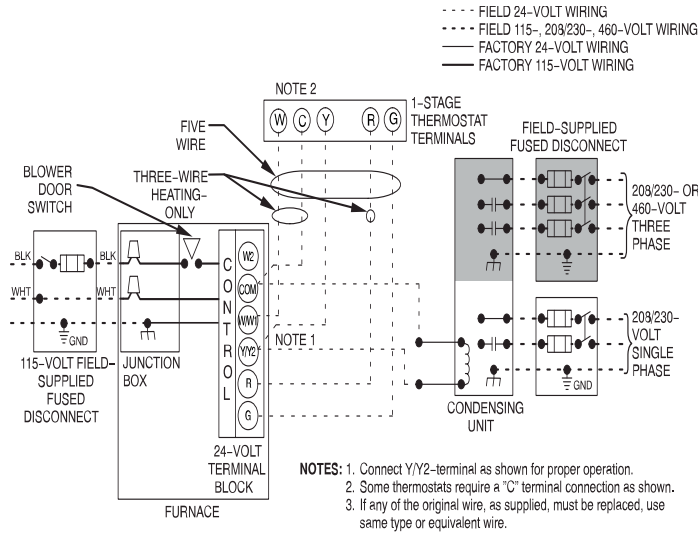 FIELD 24-VOLT WIRING
FIELD 115-, 208/230-, 460-VOLT WIRING
FACTORY 24-VOLT WIRING
FACTORY 115-VOLT WIRING
NOTE 2
W C Y R G
1-STAGE
THERMOSTAT
TERMINALS
FIVE
WIRE
THREE-WIRE
HEATING-
ONLY
BLOWER
DOOR
SWITCH
FIELD-SUPPLIED
FUSED DISCONNECT
208/230- OR
460-VOLT
THREE
PHASE
BLK
BLK
WHT
WHT
GND
CONTROL
W2
COM
W/W1
Y/Y2
R
G
NOTE 1
115-VOLT FIELD-
SUPPLIED
FUSED
DISCONNECT
JUNCTION
BOX
24-VOLT
TERMINAL
BLOCK
FURNACE
208/230-
VOLT
SINGLE
PHASE
GND
CONDENSING
UNIT
NOTES: 1. Connect Y/Y2-terminal as shown for proper operation.
2. Some thermostats require a "C" terminal connection as shown.
3. If any of the original wire, as supplied, must be replaced, use
same type or equivalent wire.